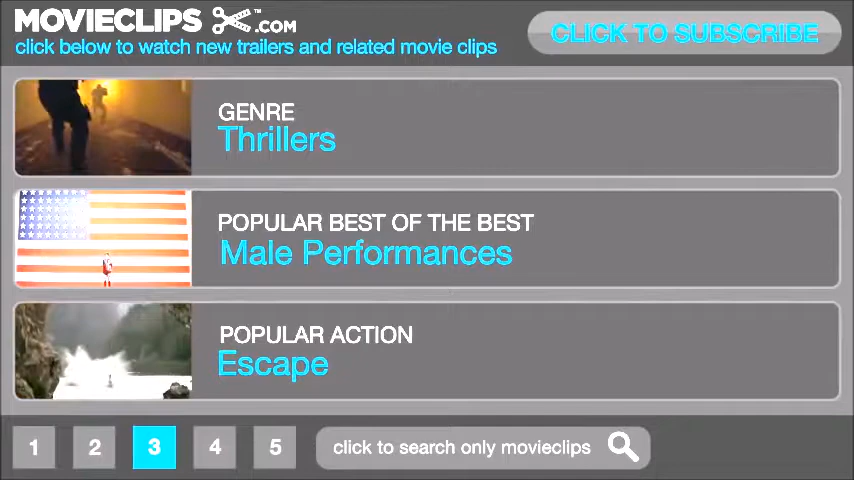 MOVIECLIPS.COM™
click below to watch new trailers and related movie clips
CLICK TO SUBSCRIBE
GENRE
Thrillers
POPULAR BEST OF THE BEST
Male Performances
POPULAR ACTION
Escape
1 2 3 4 5 click to search only movieclips